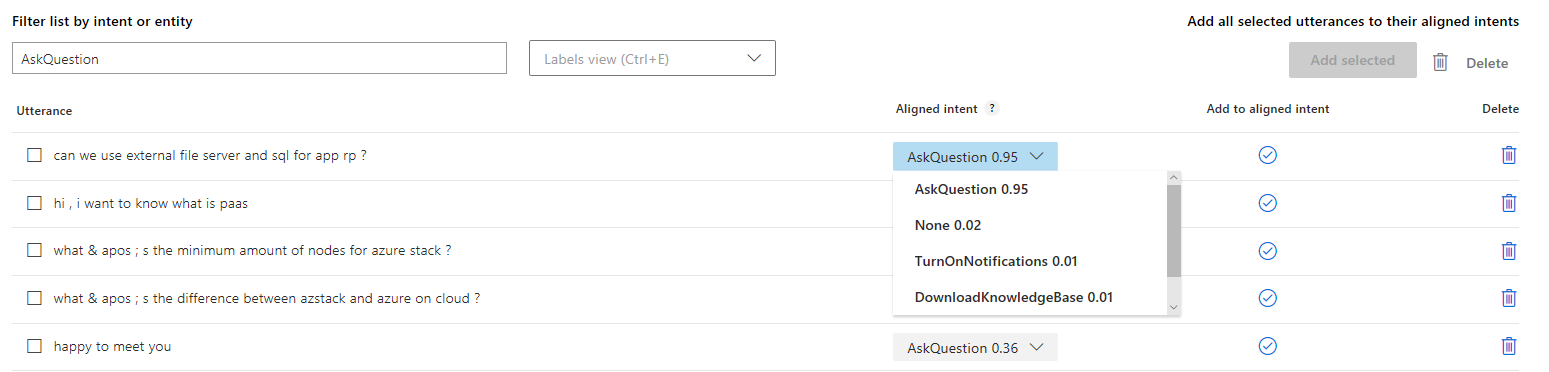 Filter list by intent or entity
Add all selected utterances to their aligned intents
AskQuestion
Labels view (Ctrl+E)
Add selected
Delete
Utterance
Aligned intent ?
Add to aligned intent
Delete
can we use external file server and sql for app rp ?
AskQuestion 0.95
AskQuestion 0.95
hi , i want to know what is paas
None 0.02
what & apos ; s the minimum amount of nodes for azure stack ?
TurnOnNotifications 0.01
what & apos ; s the difference between azstack and azure on cloud ?
DownloadKnowledgeBase 0.01
happy to meet you
AskQuestion 0.36